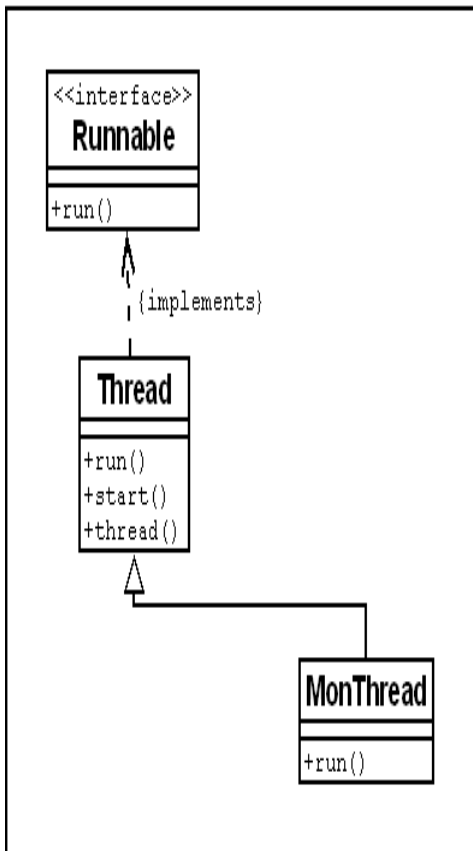 <<interface>>
Runnable
+run()
{implements}
Thread
+run()
+start()
+thread()
MonThread
+run()